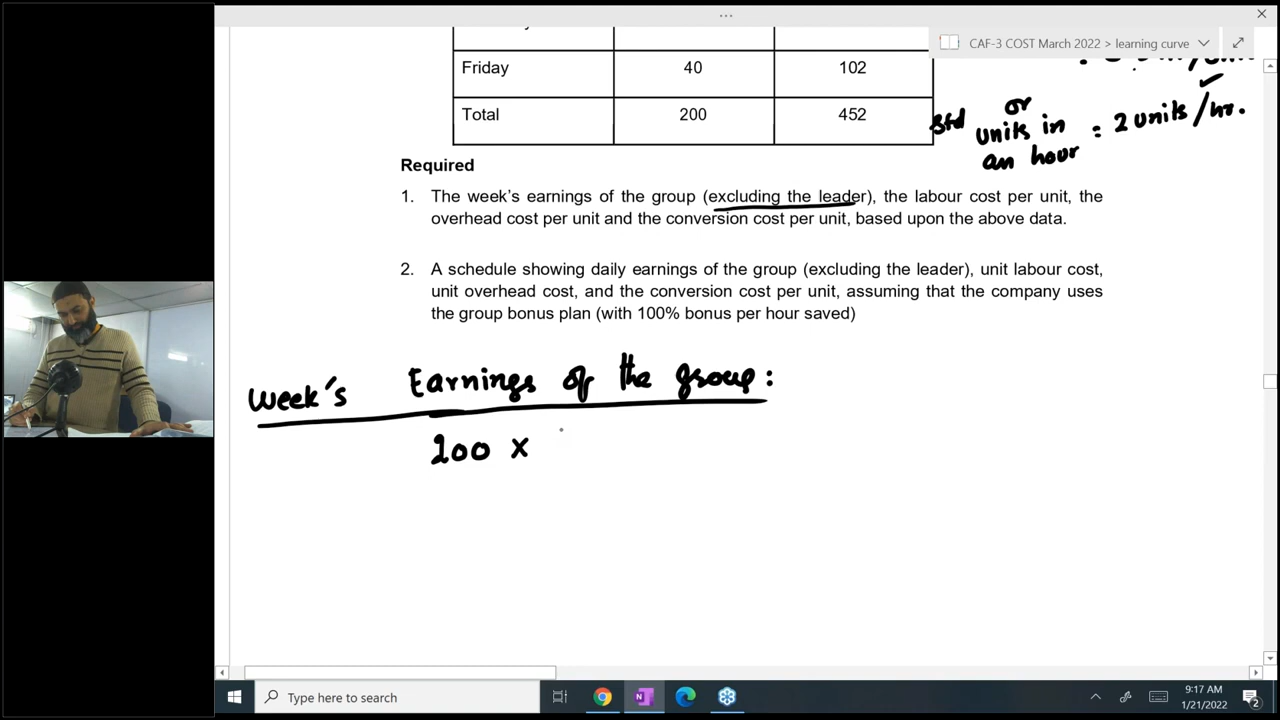 CAF-3 COST March 2022 > learning curve
Friday 40 102
Total 200 452
Std or units in an hour = 2 units/hr.
Required
1. The week's earnings of the group (excluding the leader), the labour cost per unit, the
overhead cost per unit and the conversion cost per unit, based upon the above data.
2. A schedule showing daily earnings of the group (excluding the leader), unit labour cost,
unit overhead cost, and the conversion cost per unit, assuming that the company uses
the group bonus plan (with 100% bonus per hour saved)
Week's Earnings of the group:
200 x
Type here to search
9:17 AM
1/21/2022
2